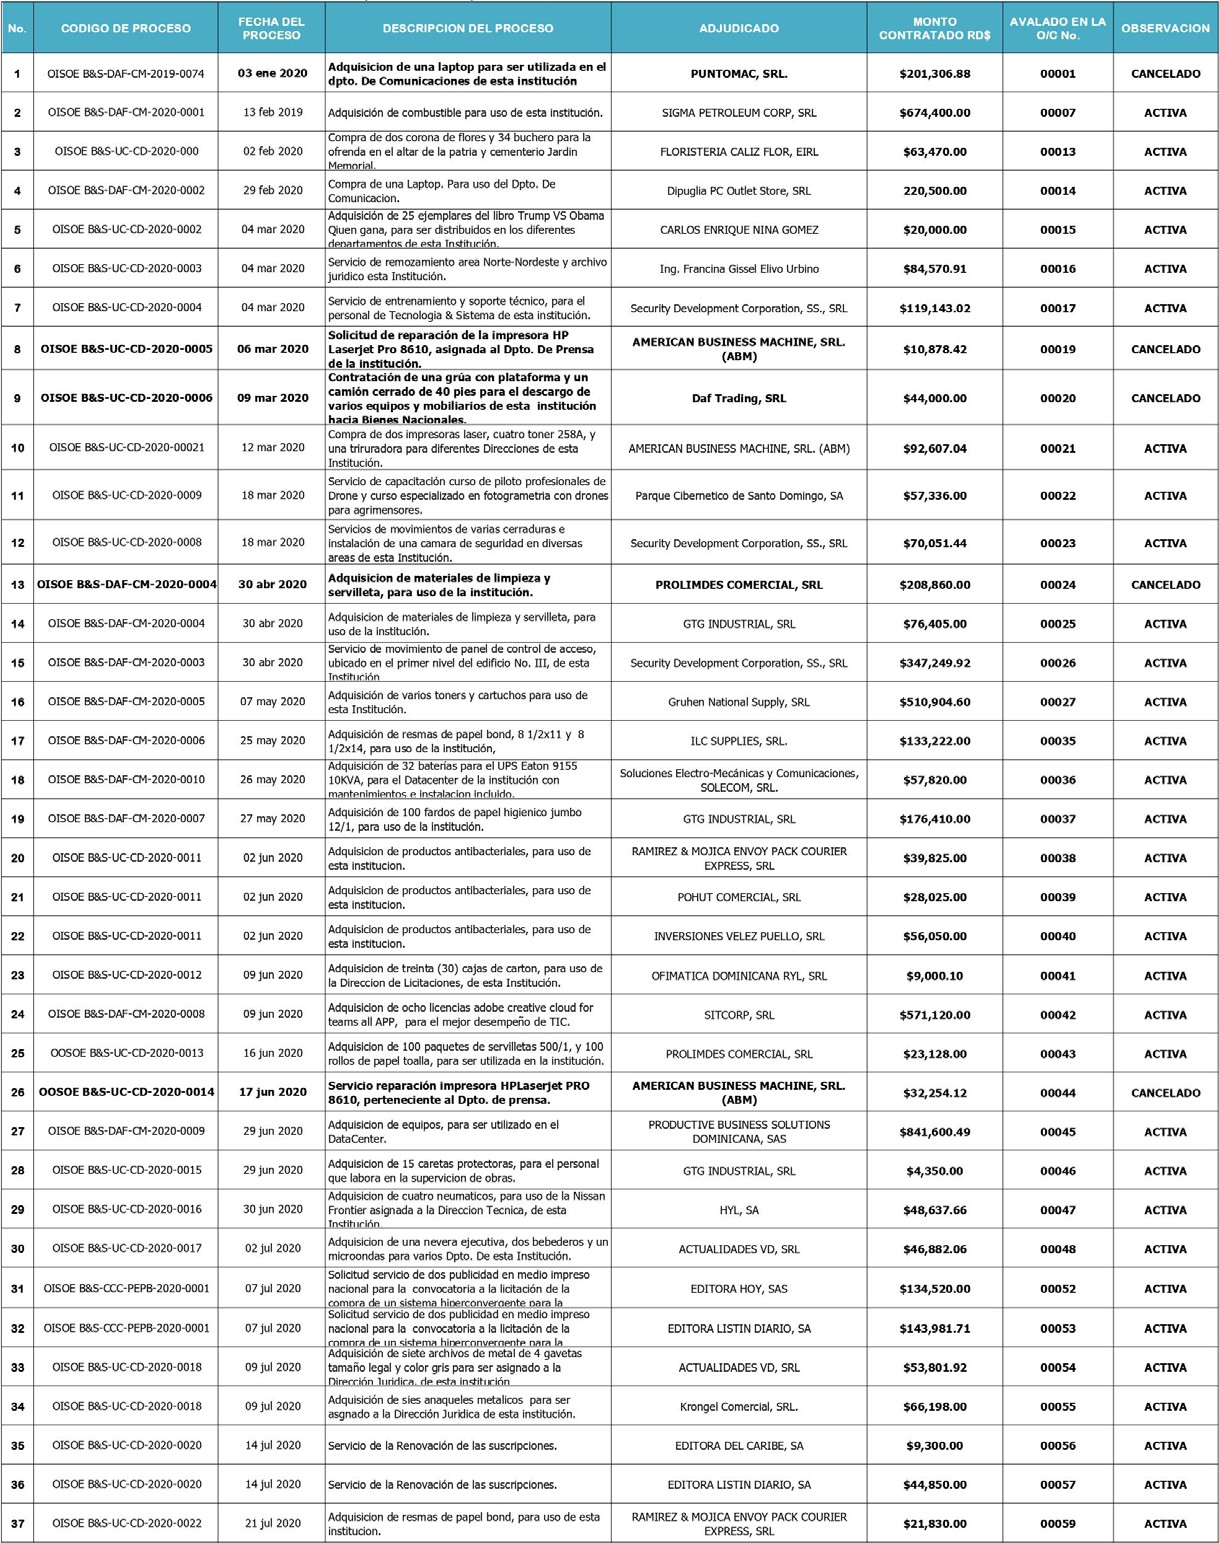 No. CODIGO DE PROCESO FECHA DEL PROCESO DESCRIPCION DEL PROCESO ADJUDICADO MONTO CONTRATADO RD$ AVALADO EN LA O/C No. OBSERVACION
1 OISOE B&S-DAF-CM-2019-0074 03 ene 2020 Adquisicion de una laptop para ser utilizada en el dpto. De Comunicaciones de esta institución PUNTOMAC, SRL. $201,306.88 00001 CANCELADO
2 OISOE B&S-DAF-CM-2020-0001 13 feb 2019 Adquisición de combustible para uso de esta institución. SIGMA PETROLEUM CORP, SRL $674,400.00 00007 ACTIVA
3 OISOE B&S-UC-CD-2020-000 02 feb 2020 Compra de dos corona de flores y 34 buchero para la ofrenda en el altar de la patria y cementerio Jardin Memorial. FLORISTERIA CALIZ FLOR, EIRL $63,470.00 00013 ACTIVA
4 OISOE B&S-DAF-CM-2020-0002 29 feb 2020 Compra de una Laptop. Para uso del Dpto. De Comunicacion. Dipuglia PC Outlet Store, SRL 220,500.00 00014 ACTIVA
5 OISOE B&S-UC-CD-2020-0002 04 mar 2020 Adquisición de 25 ejemplares del libro Trump VS Obama Qiuen gana, para ser distribuidos en los diferentes departamentos de esta Institución. CARLOS ENRIQUE NINA GOMEZ $20,000.00 00015 ACTIVA
6 OISOE B&S-UC-CD-2020-0003 04 mar 2020 Servicio de remozamiento area Norte-Nordeste y archivo juridico esta Institución. Ing. Francina Gissel Elivo Urbino $84,570.91 00016 ACTIVA
7 OISOE B&S-UC-CD-2020-0004 04 mar 2020 Servicio de entrenamiento y soporte técnico, para el personal de Tecnologia & Sistema de esta institución. Security Development Corporation, SS., SRL $119,143.02 00017 ACTIVA
8 OISOE B&S-UC-CD-2020-0005 06 mar 2020 Solicitud de reparación de la impresora HP Laserjet Pro 8610, asignada al Dpto. De Prensa de la institución. AMERICAN BUSINESS MACHINE, SRL. (ABM) $10,878.42 00019 CANCELADO
9 OISOE B&S-UC-CD-2020-0006 09 mar 2020 Contratación de una grúa con plataforma y un camión cerrado de 40 pies para el descargo de varios equipos y mobiliarios de esta institución hacia Bienes Nacionales. Daf Trading, SRL $44,000.00 00020 CANCELADO
10 OISOE B&S-UC-CD-2020-00021 12 mar 2020 Compra de dos impresoras laser, cuatro toner 258A, y una triruradora para diferentes Direcciones de esta Institución. AMERICAN BUSINESS MACHINE, SRL. (ABM) $92,607.04 00021 ACTIVA
11 OISOE B&S-UC-CD-2020-0009 18 mar 2020 Servicio de capacitación curso de piloto profesionales de Drone y curso especializado en fotogrametria con drones para agrimensores. Parque Cibernetico de Santo Domingo, SA $57,336.00 00022 ACTIVA
12 OISOE B&S-UC-CD-2020-0008 18 mar 2020 Servicios de movimientos de varias cerraduras e instalación de una camara de seguridad en diversas areas de esta Institución. Security Development Corporation, SS., SRL $70,051.44 00023 ACTIVA
13 OISOE B&S-DAF-CM-2020-0004 30 abr 2020 Adquisicion de materiales de limpieza y servilleta, para uso de la institución. PROLIMDES COMERCIAL, SRL $208,860.00 00024 CANCELADO
14 OISOE B&S-DAF-CM-2020-0004 30 abr 2020 Adquisicion de materiales de limpieza y servilleta, para uso de la institución. GTG INDUSTRIAL, SRL $76,405.00 00025 ACTIVA
15 OISOE B&S-DAF-CM-2020-0003 30 abr 2020 Servicio de movimiento de panel de control de acceso, ubicado en el primer nivel del edificio No. III, de esta Institución Security Development Corporation, SS., SRL $347,249.92 00026 ACTIVA
16 OISOE B&S-DAF-CM-2020-0005 07 may 2020 Adquisición de varios toners y cartuchos para uso de esta Institución. Gruhen National Supply, SRL $510,904.60 00027 ACTIVA
17 OISOE B&S-DAF-CM-2020-0006 25 may 2020 Adquisición de resmas de papel bond, 8 1/2x11 y 8 1/2x14, para uso de la institución, ILC SUPPLIES, SRL. $133,222.00 00035 ACTIVA
18 OISOE B&S-DAF-CM-2020-0010 26 may 2020 Adquisición de 32 baterías para el UPS Eaton 9155 10KVA, para el Datacenter de la institución con mantenimientos e instalacion incluido. Soluciones Electro-Mecánicas y Comunicaciones, SOLECOM, SRL. $57,820.00 00036 ACTIVA
19 OISOE B&S-DAF-CM-2020-0007 27 may 2020 Adquisición de 100 fardos de papel higienico jumbo 12/1, para uso de la institución. GTG INDUSTRIAL, SRL $176,410.00 00037 ACTIVA
20 OISOE B&S-UC-CD-2020-0011 02 jun 2020 Adquisicion de productos antibacteriales, para uso de esta institucion. RAMIREZ & MOJICA ENVOY PACK COURIER EXPRESS, SRL $39,825.00 00038 ACTIVA
21 OISOE B&S-UC-CD-2020-0011 02 jun 2020 Adquisicion de productos antibacteriales, para uso de esta institucion. POHUT COMERCIAL, SRL $28,025.00 00039 ACTIVA
22 OISOE B&S-UC-CD-2020-0011 02 jun 2020 Adquisicion de productos antibacteriales, para uso de esta institucion. INVERSIONES VELEZ PUELLO, SRL $56,050.00 00040 ACTIVA
23 OISOE B&S-UC-CD-2020-0012 09 jun 2020 Adquisicion de treinta (30) cajas de carton, para uso de la Direccion de Licitaciones, de esta Institución. OFIMATICA DOMINICANA RYL, SRL $9,000.10 00041 ACTIVA
24 OISOE B&S-DAF-CM-2020-0008 09 jun 2020 Adquisicion de ocho licencias adobe creative cloud for teams all APP, para el mejor desempeño de TIC. SITCORP, SRL $571,120.00 00042 ACTIVA
25 OOSOE B&S-UC-CD-2020-0013 16 jun 2020 Adquisicion de 100 paquetes de servilletas 500/1, y 100 rollos de papel toalla, para ser utilizada en la institución. PROLIMDES COMERCIAL, SRL $23,128.00 00043 ACTIVA
26 OOSOE B&S-UC-CD-2020-0014 17 jun 2020 Servicio reparación impresora HPLaserjet PRO 8610, perteneciente al Dpto. de prensa. AMERICAN BUSINESS MACHINE, SRL. (ABM) $32,254.12 00044 CANCELADO
27 OISOE B&S-DAF-CM-2020-0009 29 jun 2020 Adquisicion de equipos, para ser utilizado en el DataCenter. PRODUCTIVE BUSINESS SOLUTIONS DOMINICANA, SAS $841,600.49 00045 ACTIVA
28 OISOE B&S-UC-CD-2020-0015 29 jun 2020 Adquisicion de 15 caretas protectoras, para el personal que labora en la supervicion de obras. GTG INDUSTRIAL, SRL $4,350.00 00046 ACTIVA
29 OISOE B&S-UC-CD-2020-0016 30 jun 2020 Adquisicion de cuatro neumaticos, para uso de la Nissan Frontier asignada a la Direccion Tecnica, de esta Institución. HYL, SA $48,637.66 00047 ACTIVA
30 OISOE B&S-UC-CD-2020-0017 02 jul 2020 Adquisicion de una nevera ejecutiva, dos bebederos y un microondas para varios Dpto. De esta Institución. ACTUALIDADES VD, SRL $46,882.06 00048 ACTIVA
31 OISOE B&S-CCC-PEPB-2020-0001 07 jul 2020 Solicitud servicio de dos publicidad en medio impreso nacional para la convocatoria a la licitación de la compra de un sistema hiperconvergente para la EDITORA HOY, SAS $134,520.00 00052 ACTIVA
32 OISOE B&S-CCC-PEPB-2020-0001 07 jul 2020 Solicitud servicio de dos publicidad en medio impreso nacional para la convocatoria a la licitación de la compra de un sistema hiperconvergente para la EDITORA LISTIN DIARIO, SA $143,981.71 00053 ACTIVA
33 OISOE B&S-UC-CD-2020-0018 09 jul 2020 Adquisición de siete archivos de metal de 4 gavetas tamaño legal y color gris para ser asignado a la Dirección Juridica, de esta institución ACTUALIDADES VD, SRL $53,801.92 00054 ACTIVA
34 OISOE B&S-UC-CD-2020-0018 09 jul 2020 Adquisición de sies anaqueles metalicos para ser asgnado a la Dirección Juridica de esta institución. Krongel Comercial, SRL. $66,198.00 00055 ACTIVA
35 OISOE B&S-UC-CD-2020-0020 14 jul 2020 Servicio de la Renovación de las suscripciones. EDITORA DEL CARIBE, SA $9,300.00 00056 ACTIVA
36 OISOE B&S-UC-CD-2020-0020 14 jul 2020 Servicio de la Renovación de las suscripciones. EDITORA LISTIN DIARIO, SA $44,850.00 00057 ACTIVA
37 OISOE B&S-UC-CD-2020-0022 21 jul 2020 Adquisicion de resmas de papel bond, para uso de esta institucion. RAMIREZ & MOJICA ENVOY PACK COURIER EXPRESS, SRL $21,830.00 00059 ACTIVA